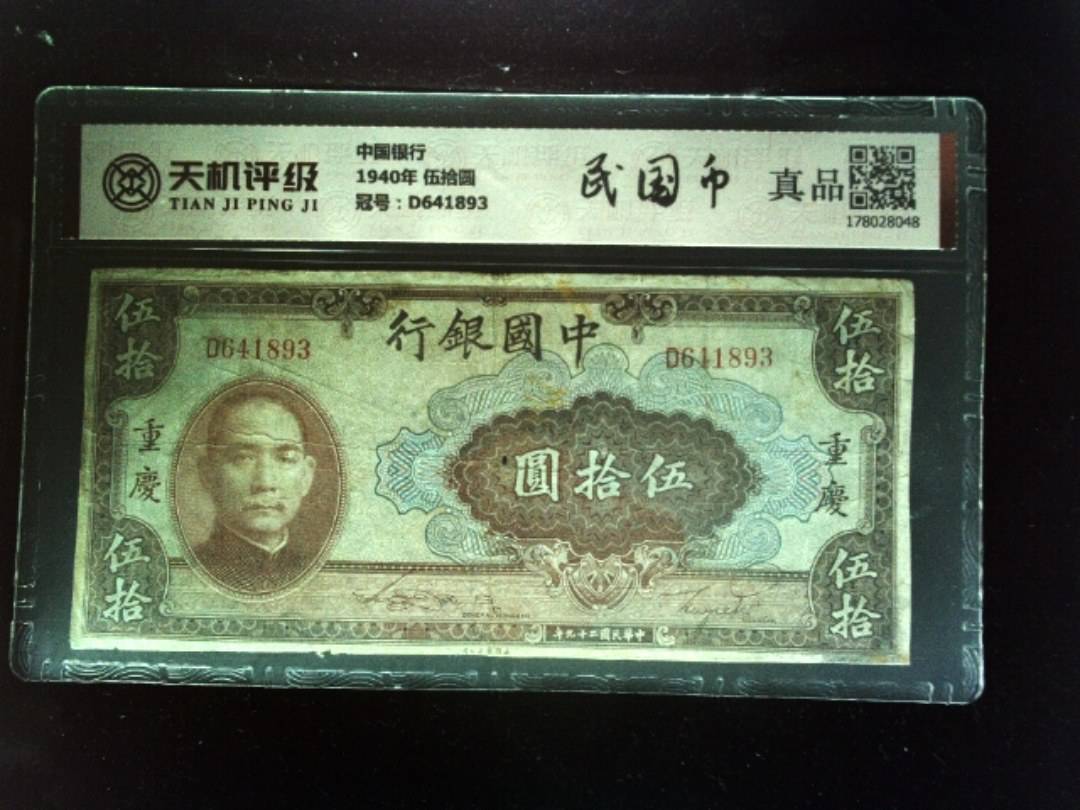 天机评级
TIAN JI PING JI
中国银行
1940年 伍拾圆
冠号：D641893
民国币
真品
178028048
行銀國中
伍拾
伍拾
D641893
D641893
重慶
重慶
圓拾伍
伍拾
伍拾
年九十二國民華中